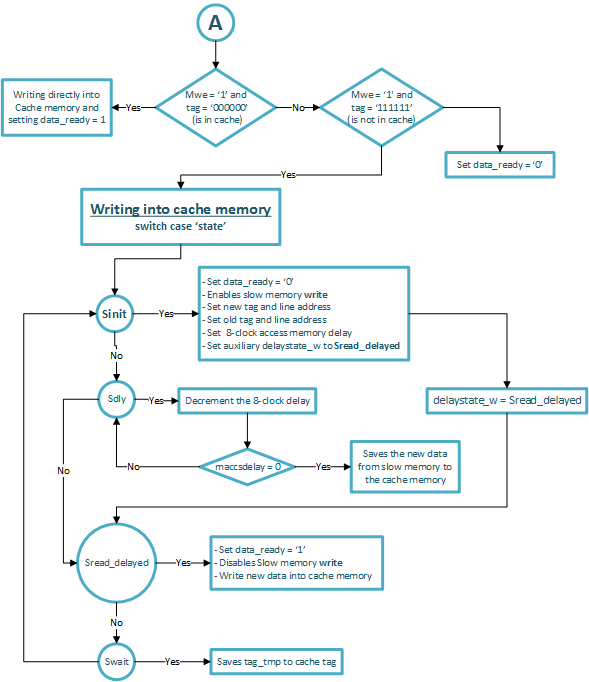 A
Mwe = ‘1’ and
tag = ‘000000’
(is in cache)
Mwe = ‘1’ and
tag = ‘111111’
(is not in cache)
Writing directly into
Cache memory and
setting data_ready = 1
Yes
No
Set data_ready = ‘0’
Yes
Writing into cache memory
switch case ‘state’
Sinit
Yes
- Set data_ready = ‘0’
- Enables slow memory write
- Set new tag and line address
- Set old tag and line address
- Set 8-clock access memory delay
- Set auxiliary delaystate_w to Sread_delayed
No
Sdly
Yes
Decrement the 8-clock delay
delaystate_w = Sread_delayed
No
No
maccsdelay = 0
Yes
Saves the new data
from slow memory to
the cache memory
Sread_delayed
Yes
- Set data_ready = ‘1’
- Disables Slow memory write
- Write new data into cache memory
No
Swait
Yes
Saves tag_tmp to cache tag